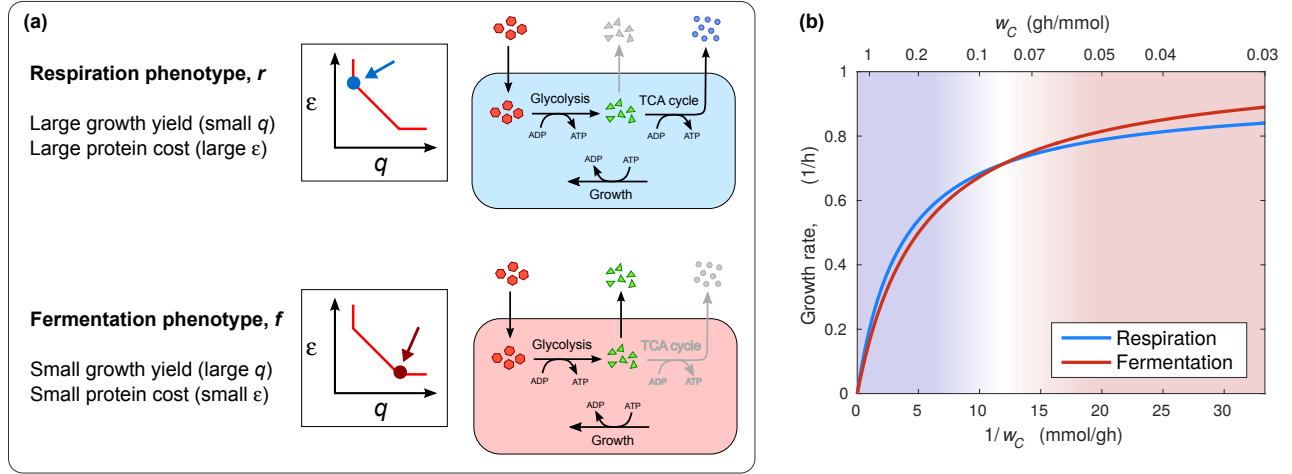 (a)
Respiration phenotype, r
Large growth yield (small q)
Large protein cost (large ε)
ε
q
Glycolysis
TCA cycle
ADP
ATP
ADP
ATP
ADP
ATP
Growth
Fermentation phenotype, f
Small growth yield (large q)
Small protein cost (small ε)
ε
q
Glycolysis
TCA cycle
ADP
ATP
ADP
ATP
ADP
ATP
Growth
(b)
w_C (gh/mmol)
1 0.2 0.1 0.07 0.05 0.04 0.03
1
0.8
0.6
0.4
0.2
0
Growth rate, (1/h)
Respiration
Fermentation
0 5 10 15 20 25 30
1/w_C (mmol/gh)